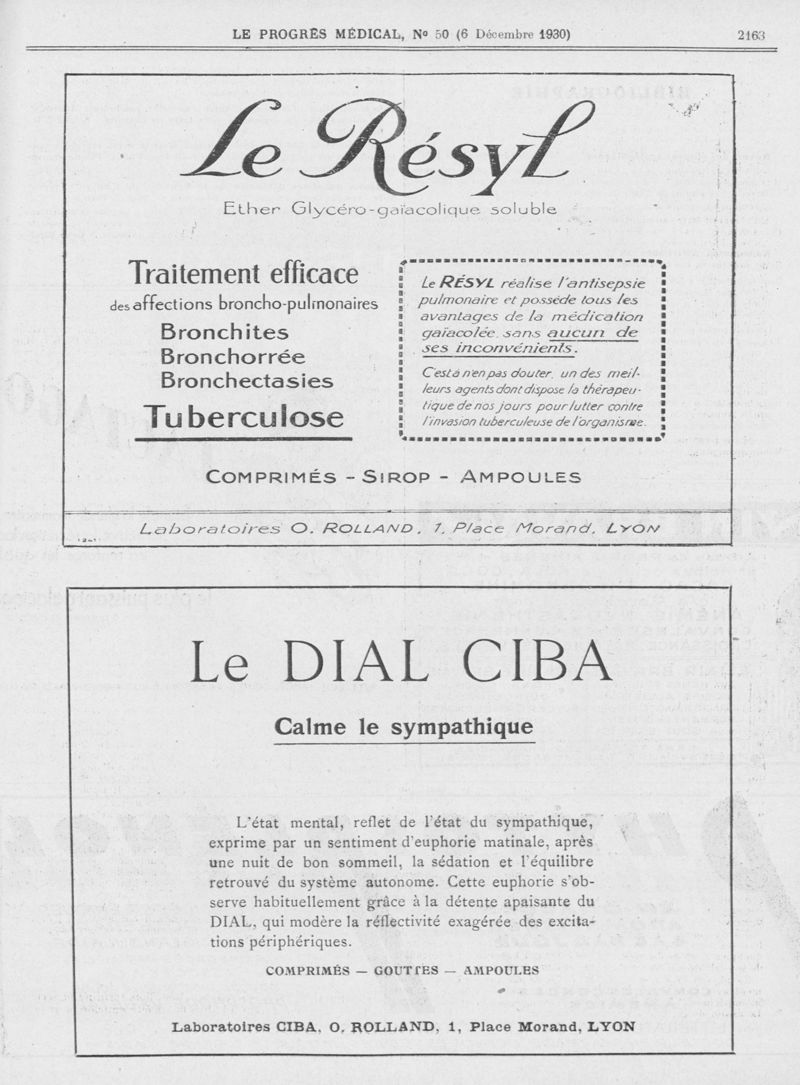 LE PROGRÈS MÉDICAL, N° 50 (6 Décembre 1930)
2163
Le Résyl
Ether Glycéro-gaïacolique soluble
Traitement efficace
des affections broncho-pulmonaires
Bronchites
Bronchorrée
Bronchectasies
Tuberculose
Le RÉSYL réalise l'antisepsie
pulmonaire et possède tous les
avantages de la médication
gaïacolée, sans aucun de
ses inconvénients.
C'est à n'en pas douter, un des meil-
leurs agents dont dispose la thérapeu-
tique de nos jours pour lutter contre
l'invasion tuberculeuse de l'organisme.
COMPRIMÉS - SIROP - AMPOULES
Laboratoires O. ROLLAND, 1, Place Morand, LYON
Le DIAL CIBA
Calme le sympathique
L'état mental, reflet de l'état du sympathique,
exprime par un sentiment d'euphorie matinale, après
une nuit de bon sommeil, la sédation et l'équilibre
retrouvé du système autonome. Cette euphorie s'ob-
serve habituellement grâce à la détente apaisante du
DIAL, qui modère la réflectivité exagérée des excita-
tions périphériques.
COMPRIMÉS — GOUTTES — AMPOULES
Laboratoires CIBA, O. ROLLAND, 1, Place Morand, LYON